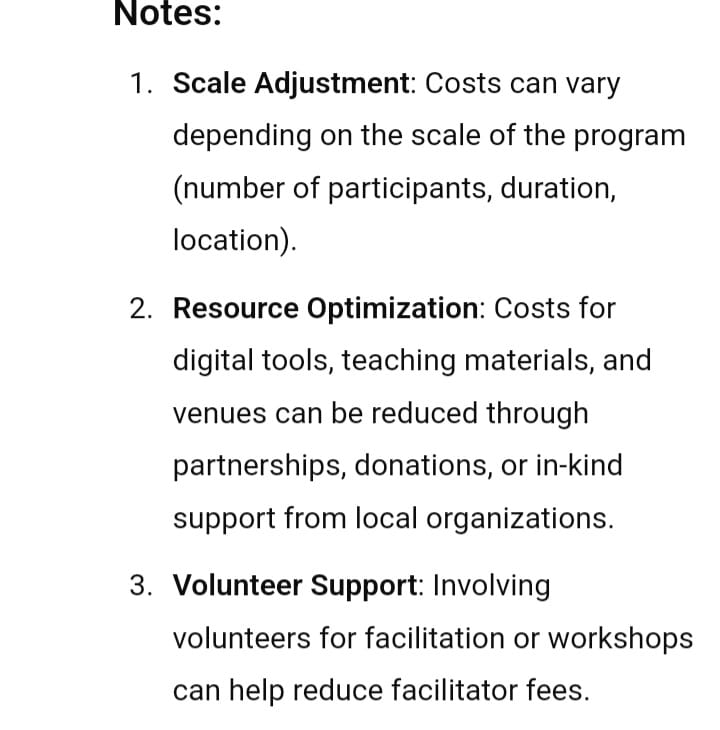 Notes:
1. Scale Adjustment: Costs can vary
depending on the scale of the program
(number of participants, duration,
location).
2. Resource Optimization: Costs for
digital tools, teaching materials, and
venues can be reduced through
partnerships, donations, or in-kind
support from local organizations.
3. Volunteer Support: Involving
volunteers for facilitation or workshops
can help reduce facilitator fees.